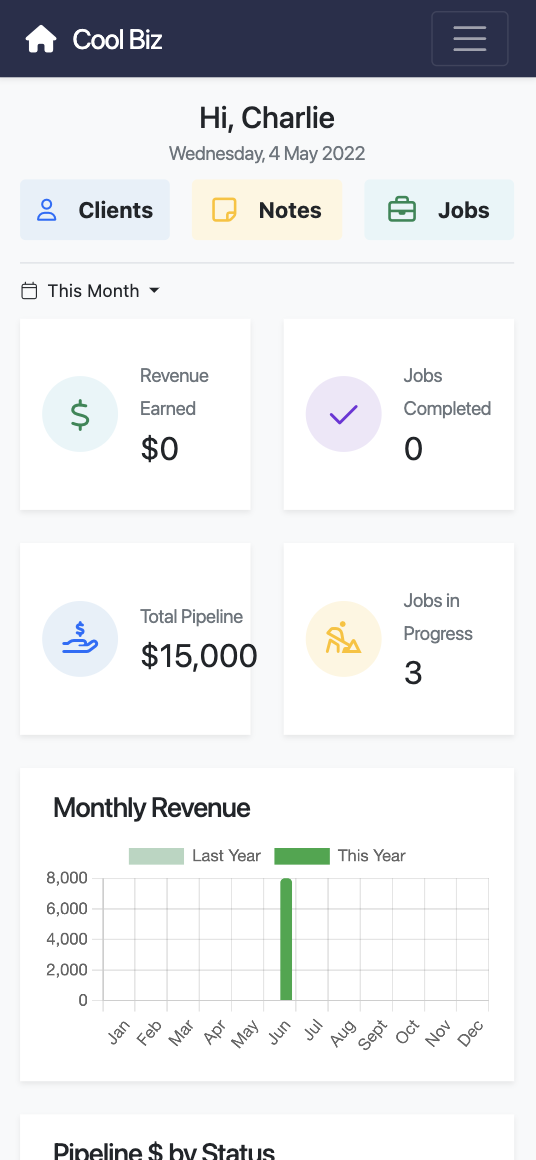 Cool Biz
Hi, Charlie
Wednesday, 4 May 2022
Clients
Notes
Jobs
This Month
Revenue
Earned
$0
Jobs
Completed
0
Total Pipeline
$15,000
Jobs in
Progress
3
Monthly Revenue
Last Year
This Year
8,000
6,000
4,000
2,000
0
Jan
Feb
Mar
Apr
May
Jun
Jul
Aug
Sept
Oct
Nov
Dec
Pipeline $ by Status